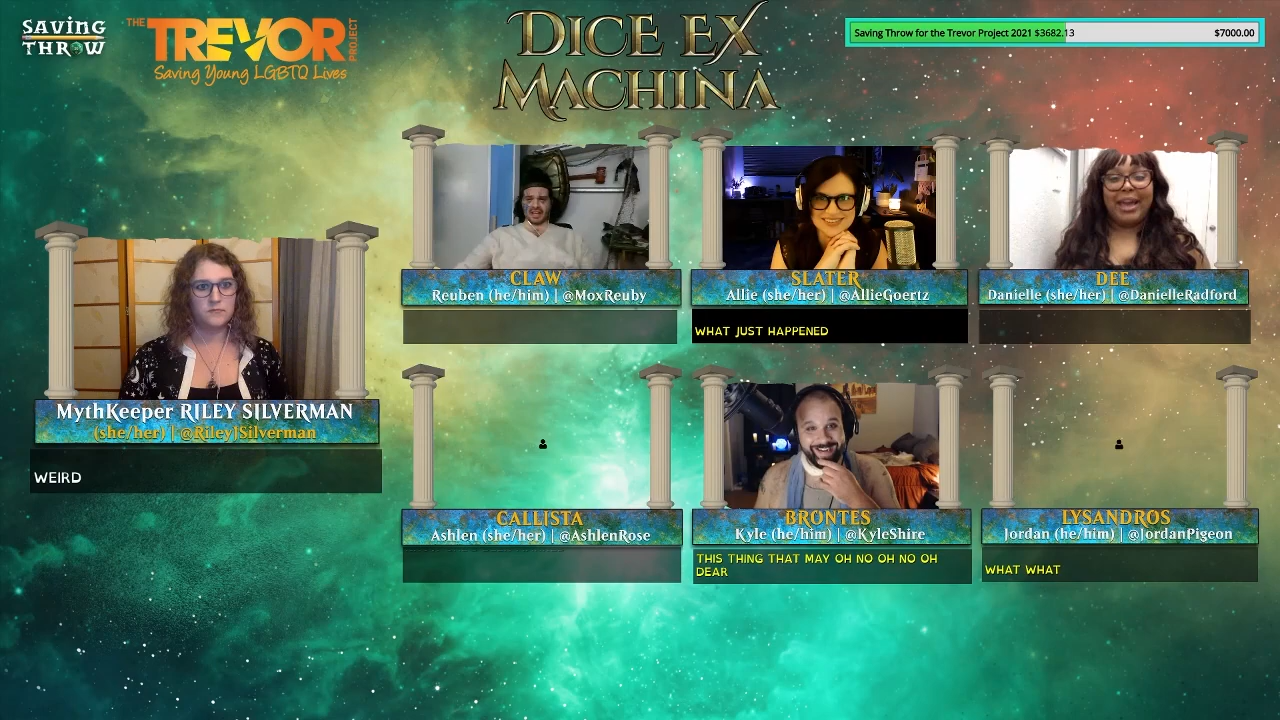 SAVING
THROW
THE
TREVOR
PROJECT
Saving Young LGBTQ Lives
DICE EX
MACHINA
Saving Throw for the Trevor Project 2021 $3682.13
$7000.00
MythKeeper RILEY SILVERMAN
(she/her) | @RileyJSilverman
WEIRD
CLAW
Reuben (he/him) | @MoxReuby
SLATER
Allie (she/her) | @AllieGoertz
WHAT JUST HAPPENED
DEE
Danielle (she/her) | @DanielleRadford
CALLISTA
Ashlen (she/her) | @AshlenRose
BRONTES
Kyle (he/him) | @KyleShire
THIS THING THAT MAY OH NO OH NO OH
DEAR
LYSANDROS
Jordan (he/him) | @JordanPigeon
WHAT WHAT